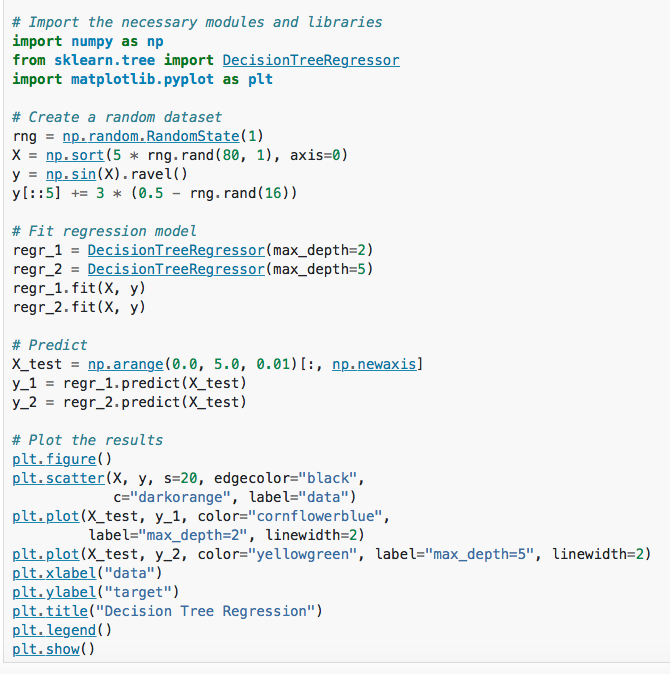 # Import the necessary modules and libraries
import numpy as np
from sklearn.tree import DecisionTreeRegressor
import matplotlib.pyplot as plt

# Create a random dataset
rng = np.random.RandomState(1)
X = np.sort(5 * rng.rand(80, 1), axis=0)
y = np.sin(X).ravel()
y[::5] += 3 * (0.5 - rng.rand(16))

# Fit regression model
regr_1 = DecisionTreeRegressor(max_depth=2)
regr_2 = DecisionTreeRegressor(max_depth=5)
regr_1.fit(X, y)
regr_2.fit(X, y)

# Predict
X_test = np.arange(0.0, 5.0, 0.01)[:, np.newaxis]
y_1 = regr_1.predict(X_test)
y_2 = regr_2.predict(X_test)

# Plot the results
plt.figure()
plt.scatter(X, y, s=20, edgecolor="black",
            c="darkorange", label="data")
plt.plot(X_test, y_1, color="cornflowerblue",
         label="max_depth=2", linewidth=2)
plt.plot(X_test, y_2, color="yellowgreen", label="max_depth=5", linewidth=2)
plt.xlabel("data")
plt.ylabel("target")
plt.title("Decision Tree Regression")
plt.legend()
plt.show()